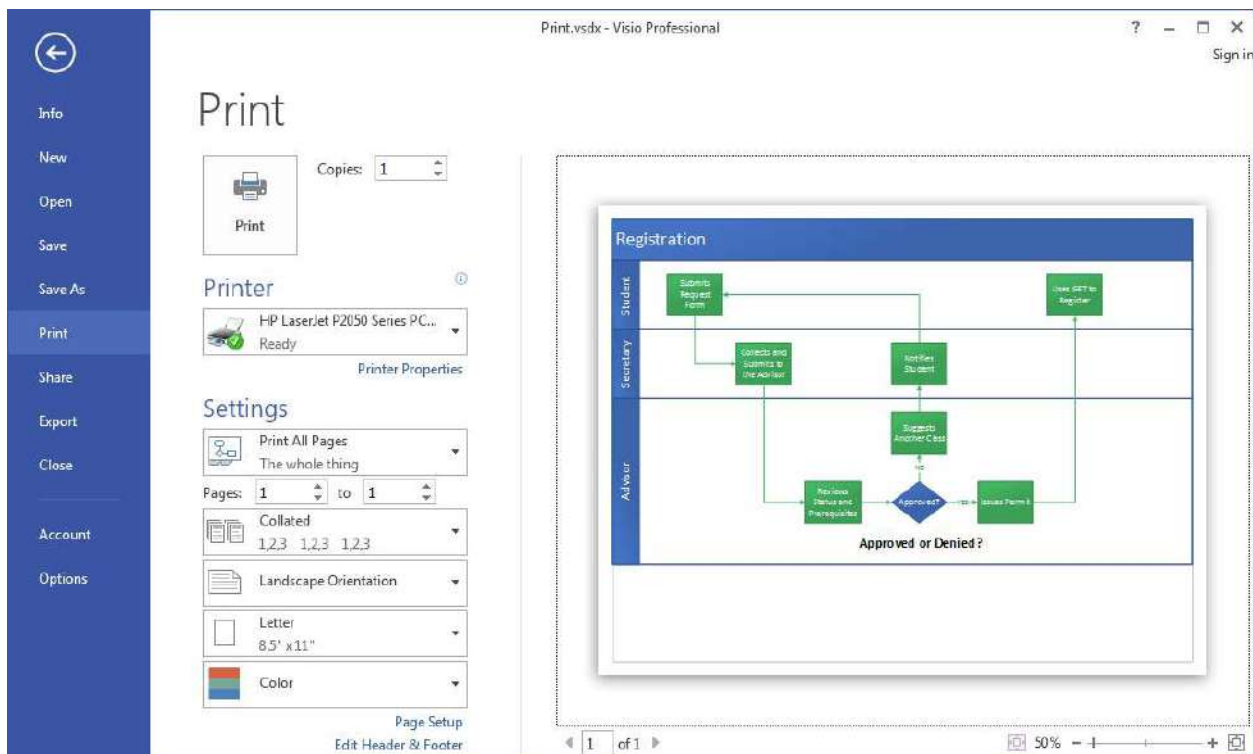 Print.vsdx - Visio Professional
?
Sign in
Info
New
Open
Save
Save As
Print
Share
Export
Close
Account
Options
Print
Copies: 1
Print
Printer
HP LaserJet P2050 Series PC...
Ready
Printer Properties
Settings
Print All Pages
The whole thing
Pages: 1 to 1
Collated
1,2,3 1,2,3 1,2,3
Landscape Orientation
Letter
8.5" x 11"
Color
Page Setup
Edit Header & Footer
Registration
Student
Submits
Request
Form
to
Register
Secretary
Collects and
Submits to
the Advisor
Notifies
Student
Advisor
Suggests
Another Class
NO
Reviews
Status and
Prerequisites
Approved?
YES
Issues Permit
Approved or Denied?
1 of 1
50%